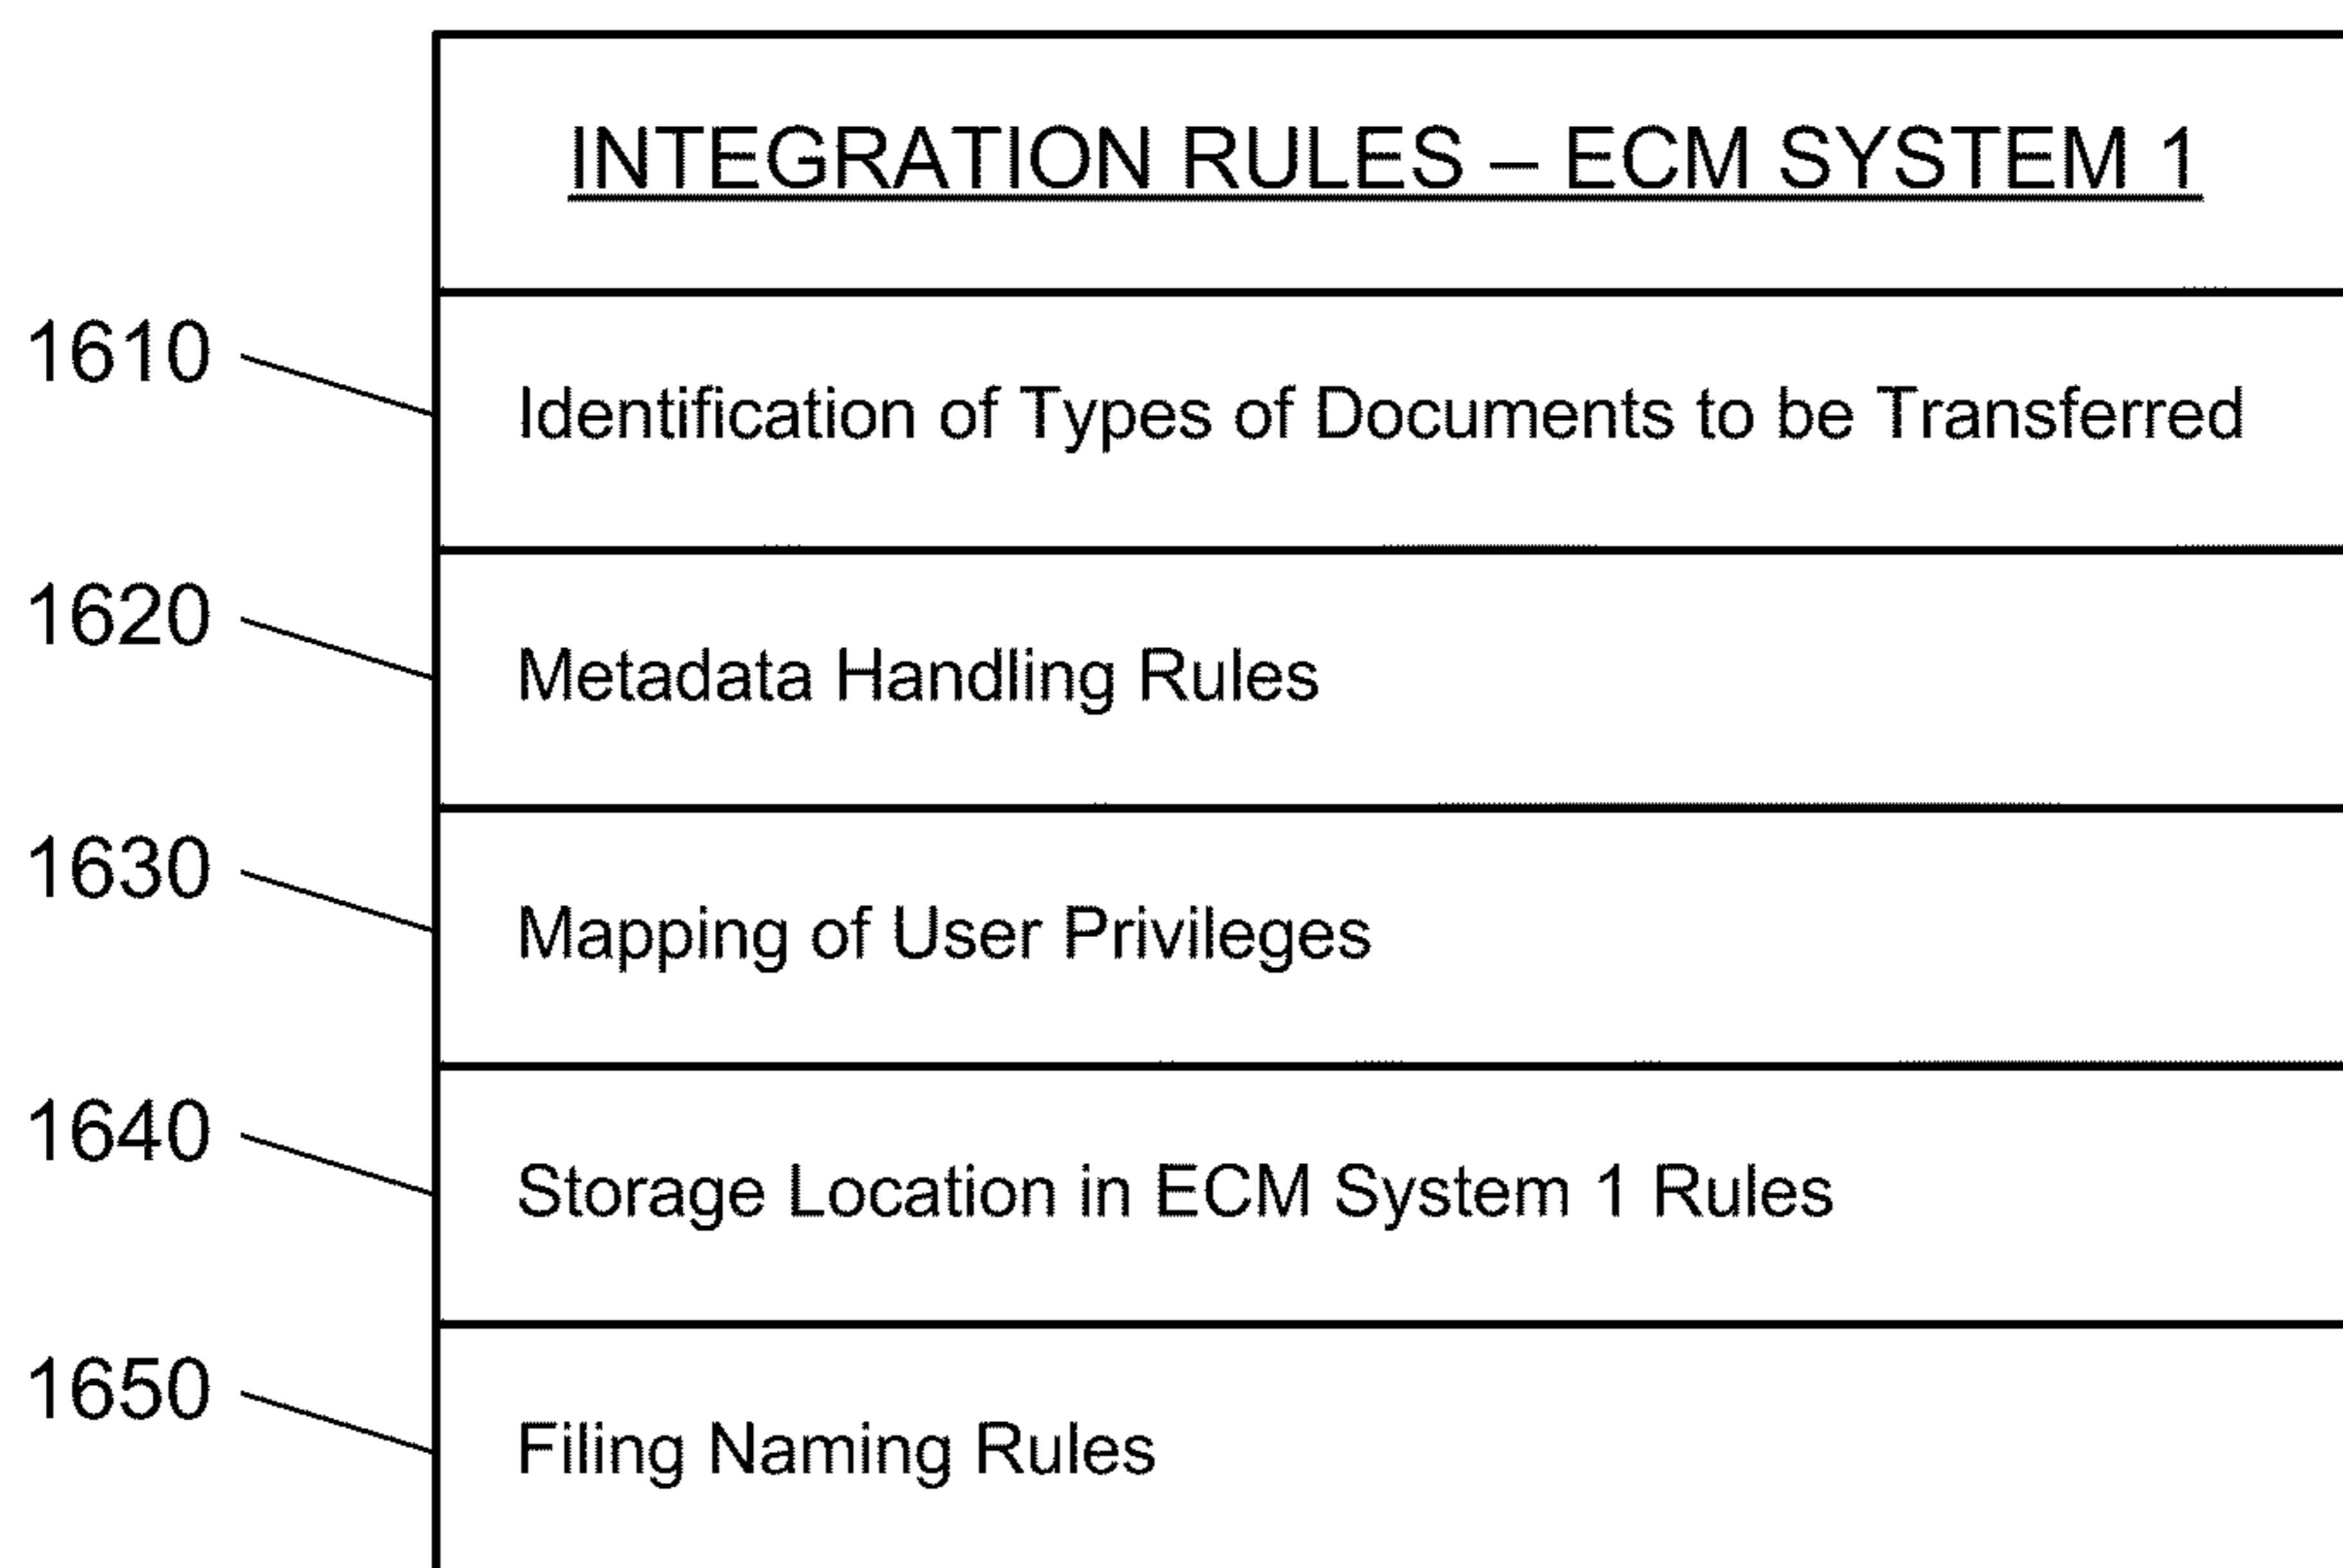 INTEGRATION RULES – ECM SYSTEM 1
1610
Identification of Types of Documents to be Transferred
1620
Metadata Handling Rules
1630
Mapping of User Privileges
1640
Storage Location in ECM System 1 Rules
1650
Filing Naming Rules